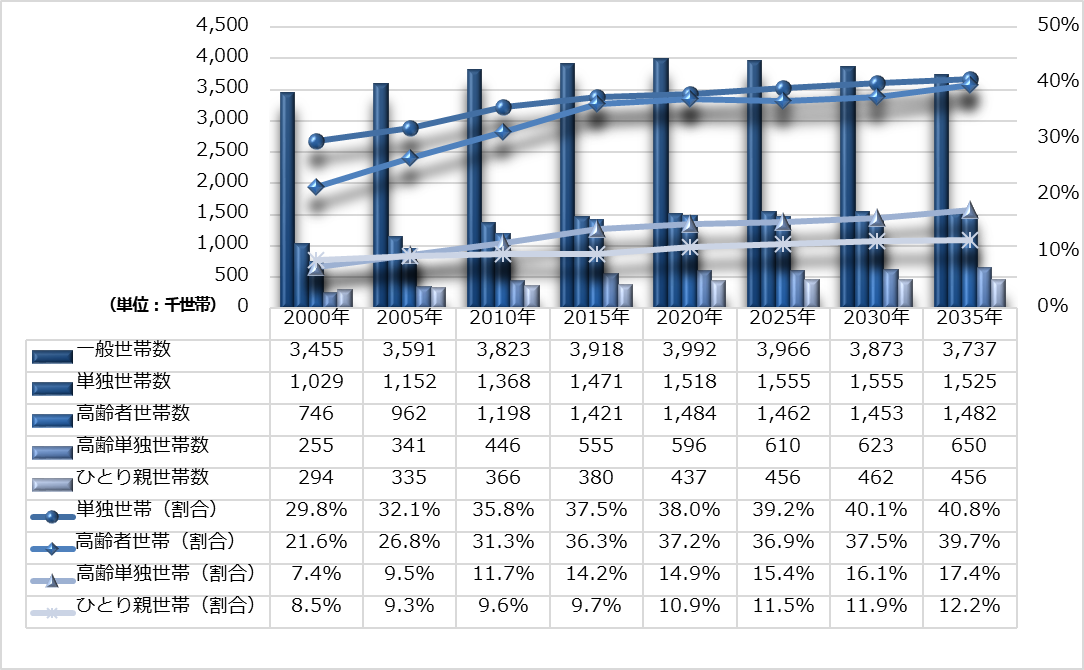 4,500
4,000
3,500
3,000
2,500
2,000
1,500
1,000
500
0
(単位：千世帯)
50%
40%
30%
20%
10%
0%
2000年 2005年 2010年 2015年 2020年 2025年 2030年 2035年
一般世帯数 3,455 3,591 3,823 3,918 3,992 3,966 3,873 3,737
単独世帯数 1,029 1,152 1,368 1,471 1,518 1,555 1,555 1,525
高齢者世帯数 746 962 1,198 1,421 1,484 1,462 1,453 1,482
高齢単独世帯数 255 341 446 555 596 610 623 650
ひとり親世帯数 294 335 366 380 437 456 462 456
単独世帯（割合） 29.8% 32.1% 35.8% 37.5% 38.0% 39.2% 40.1% 40.8%
高齢者世帯（割合） 21.6% 26.8% 31.3% 36.3% 37.2% 36.9% 37.5% 39.7%
高齢単独世帯（割合） 7.4% 9.5% 11.7% 14.2% 14.9% 15.4% 16.1% 17.4%
ひとり親世帯（割合） 8.5% 9.3% 9.6% 9.7% 10.9% 11.5% 11.9% 12.2%